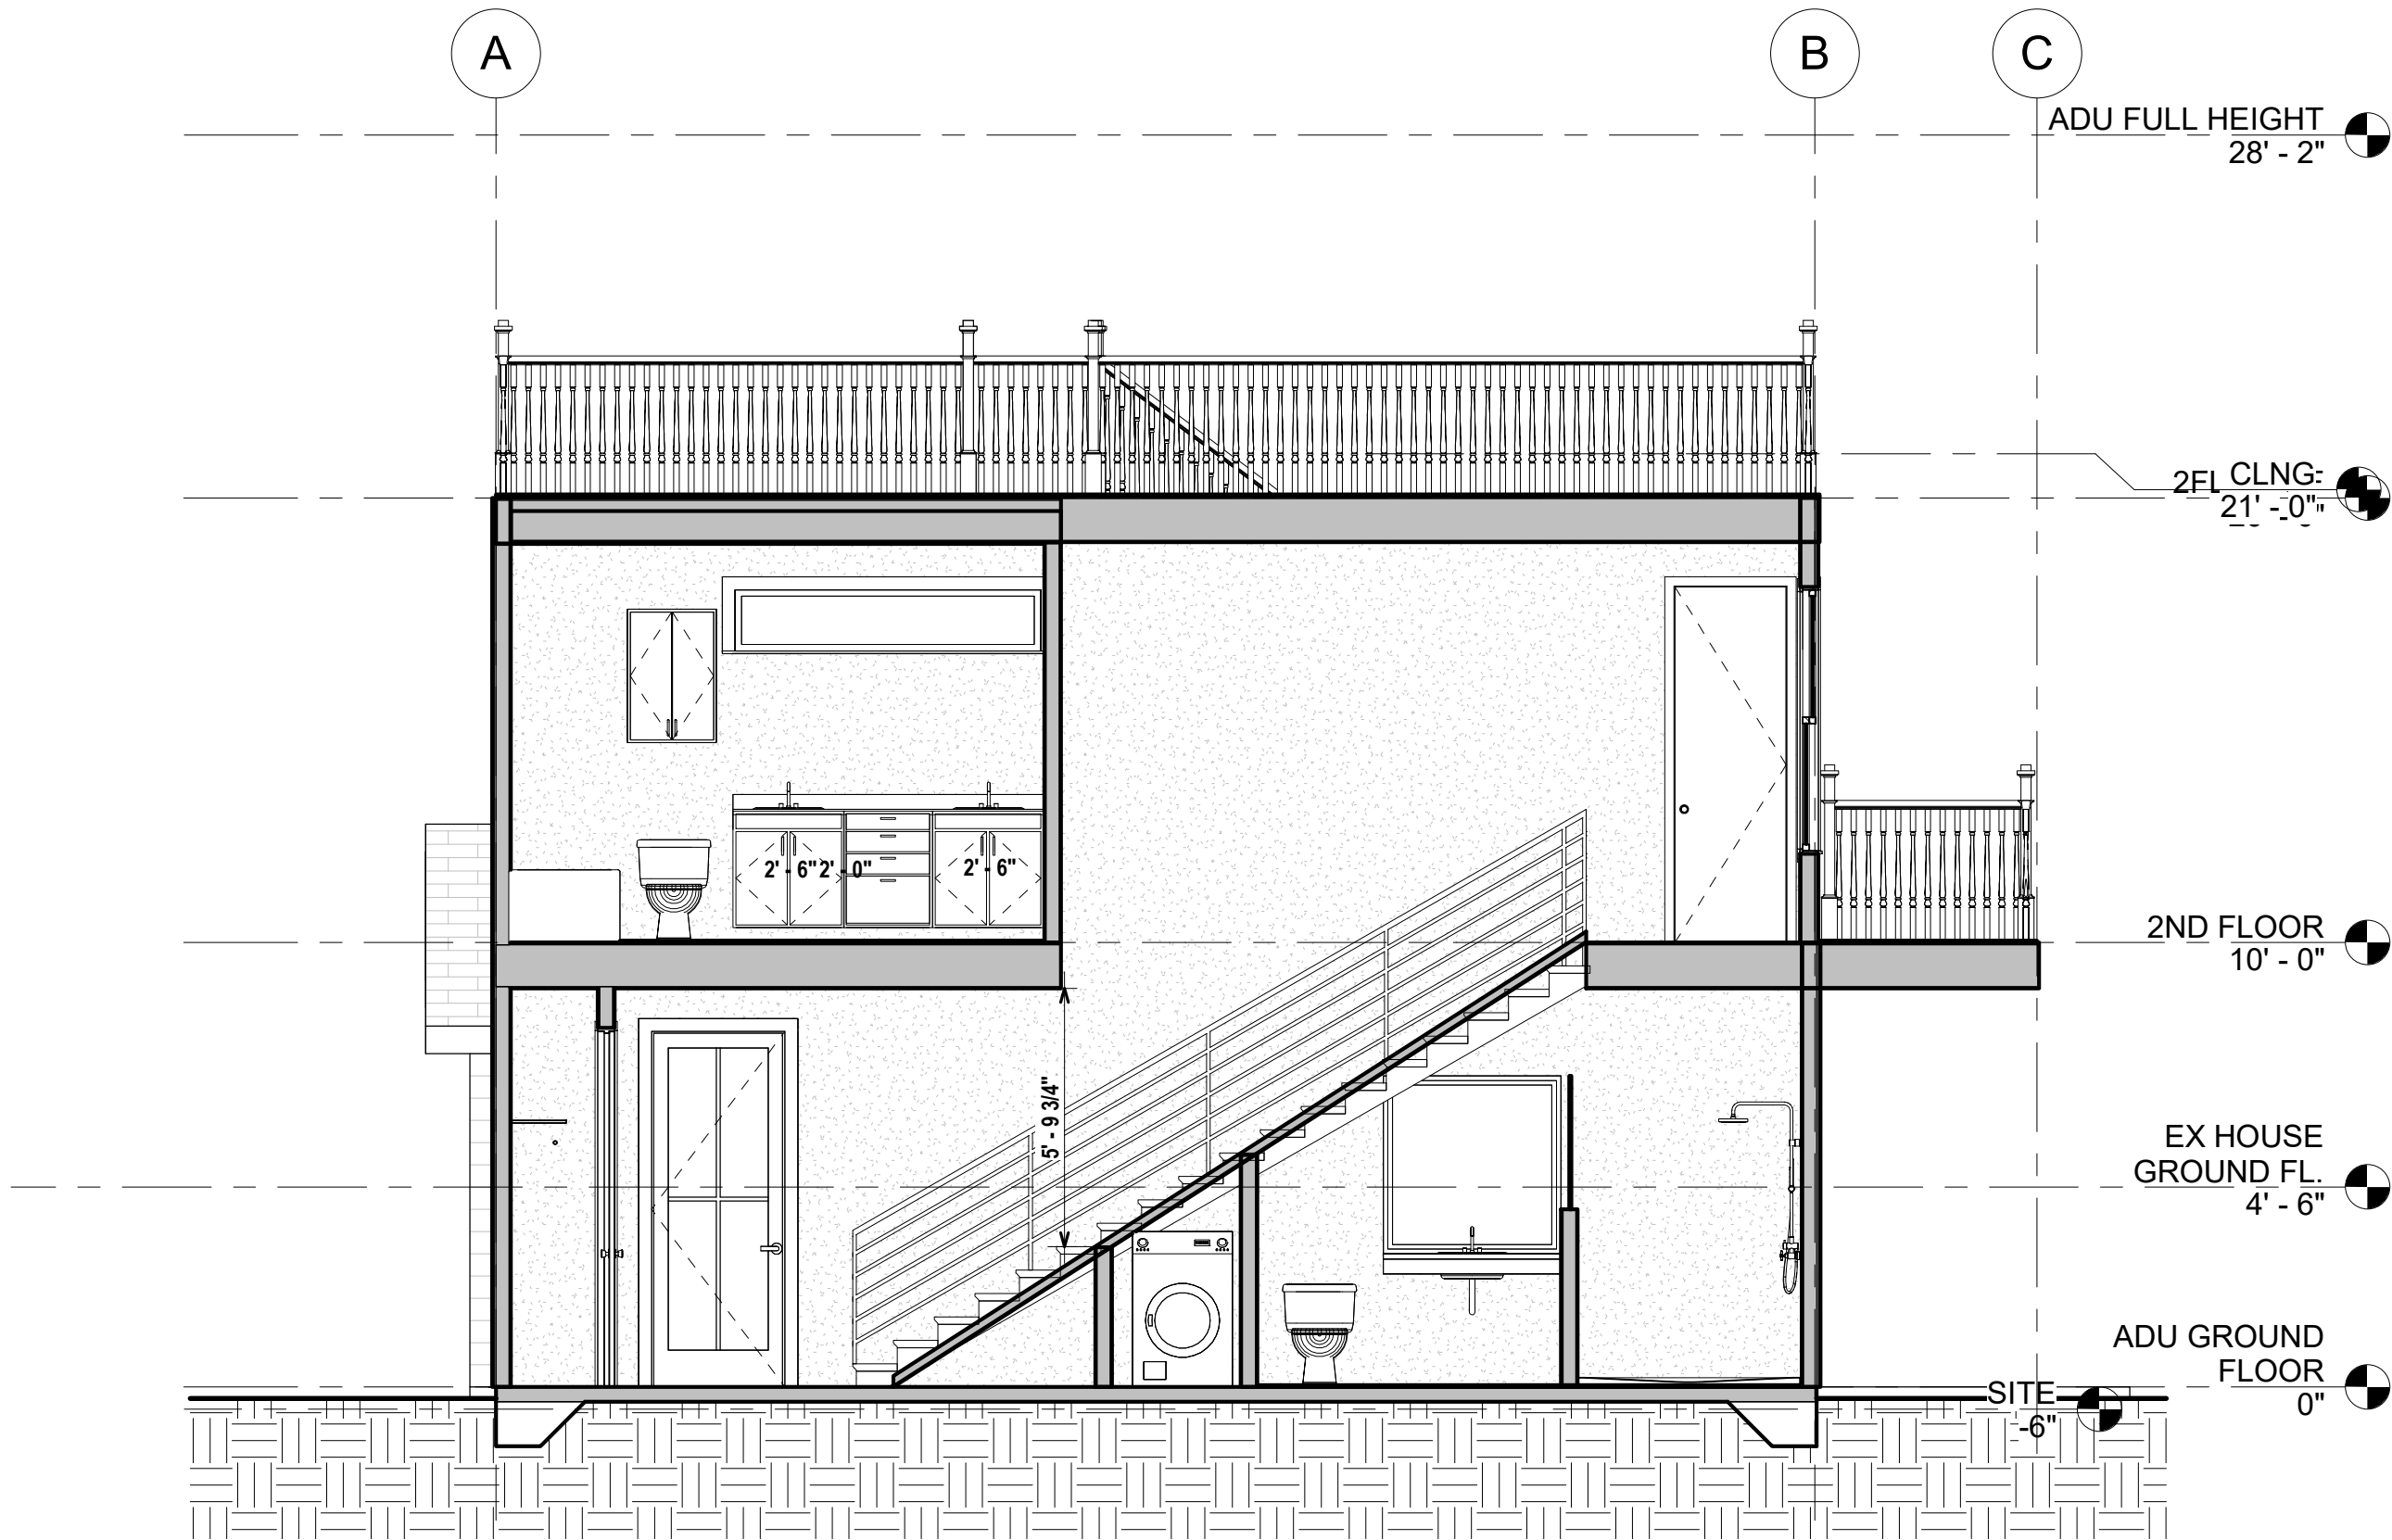 A
B
C
ADU FULL HEIGHT
28' - 2"
2FL CLNG
21' - 0"
2' - 6"
2' - 0"
2' - 6"
2ND FLOOR
10' - 0"
5' - 9 3/4"
EX HOUSE
GROUND FL.
4' - 6"
ADU GROUND
FLOOR
0"
SITE
-6"